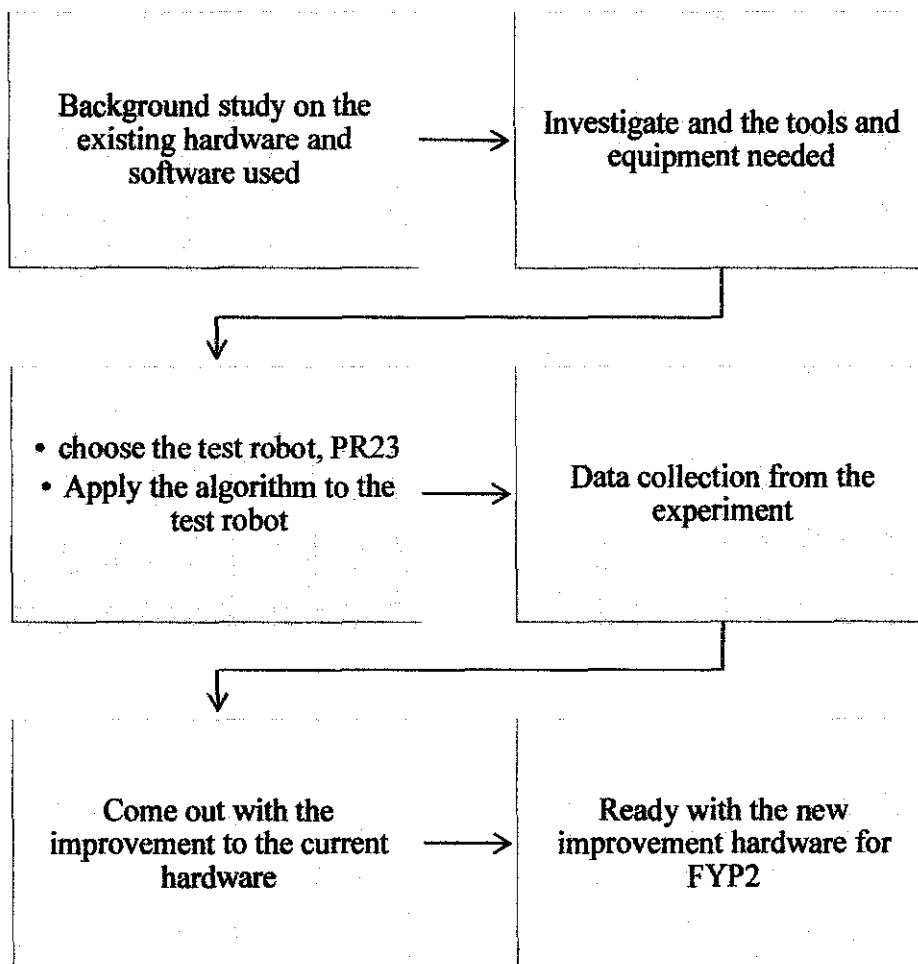 Background study on the
existing hardware and
software used
Investigate and the tools and
equipment needed
• choose the test robot, PR23
• Apply the algorithm to the
test robot
Data collection from the
experiment
Come out with the
improvement to the current
hardware
Ready with the new
improvement hardware for
FYP2